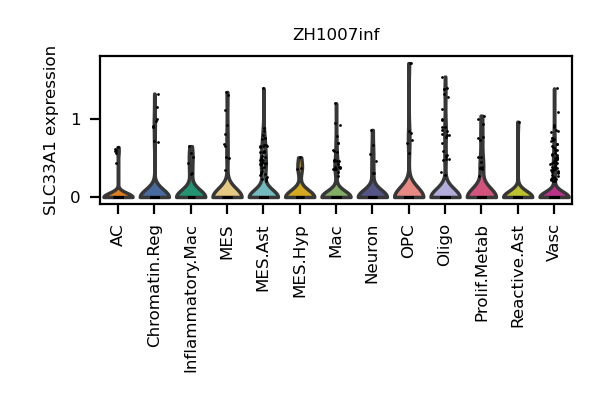 ZH1007inf
SLC33A1 expression
1
0
AC
Chromatin.Reg
Inflammatory.Mac
MES
MES.Ast
MES.Hyp
Mac
Neuron
OPC
Oligo
Prolif.Metab
Reactive.Ast
Vasc